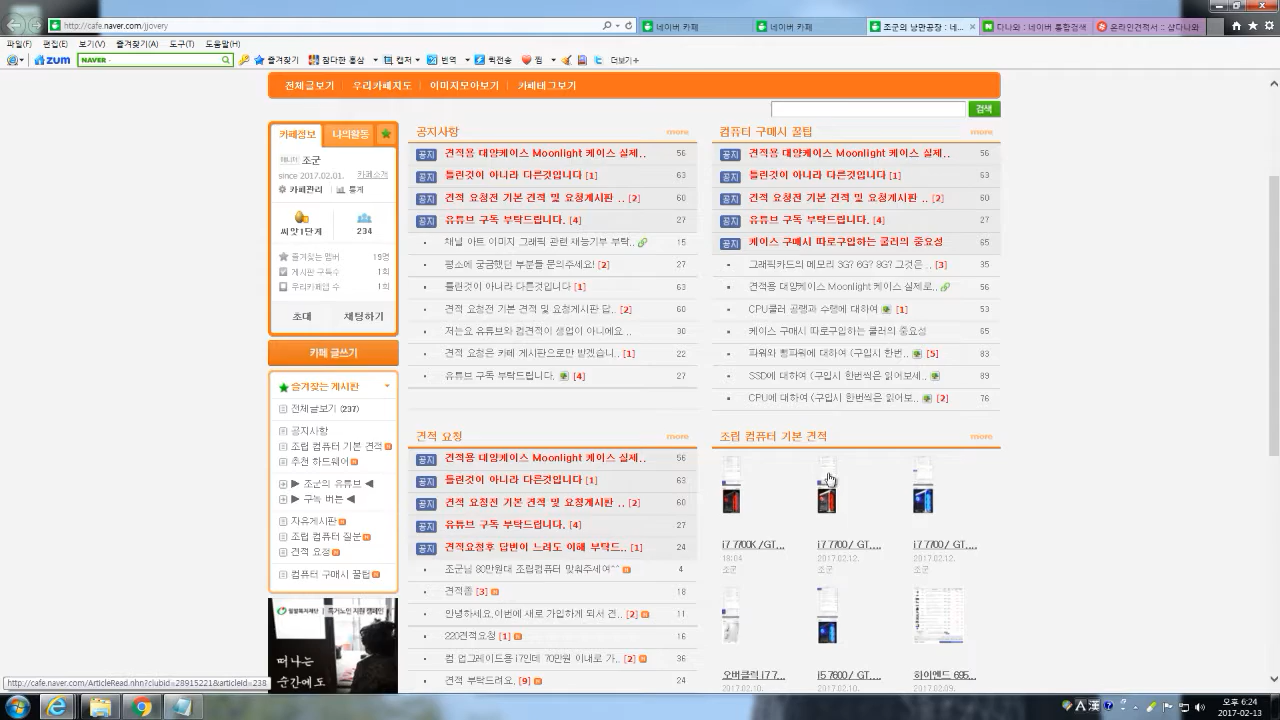 http://cafe.naver.com/jjovery
네이버 카페
네이버 카페
조군의 낭만공장 : 네...
다나와 : 네이버 통합검색
온라인견적서 :: 샵다나와
파일(F) 편집(E) 보기(V) 즐겨찾기(A) 도구(T) 도움말(H)
zum NAVER 즐겨찾기 캡처 번역 퀵전송 찜 더보기+
전체글보기 우리카페지도 이미지모아보기 카페태그보기
검색
카페정보 나의활동
조군
since 2017.02.01. 카페소개
카페관리 통계
씨앗1단계 234
즐겨찾는 멤버 19명
게시판 구독수 1회
우리카페앱 수 1회
초대 채팅하기
카페 글쓰기
즐겨찾는 게시판
전체글보기 (237)
공지사항
조립 컴퓨터 기본 견적
추천 하드웨어
▶ 조군의 유튜브 ◀
▶ 구독 버튼 ◀
자유게시판
조립 컴퓨터 질문
견적 요청
컴퓨터 구매시 꿀팁
떠나는
순간에도
공지사항 more
공지 견적용 대양케이스 Moonlight 케이스 실제.. 56
공지 틀린것이 아니라 다른것입니다 [1] 63
공지 견적 요청전 기본 견적 및 요청게시판 .. [2] 60
공지 유튜브 구독 부탁드립니다. [4] 27
채널 아트 이미지 그래픽 관련 재능기부 부탁.. 15
평소에 궁금했던 부분들 문의주세요! [2] 27
틀린것이 아니라 다른것입니다 [1] 63
견적 요청전 기본 견적 및 요청게시판 답.. [2] 60
저는요 유튜브와 컴견적이 생업이 아니에요 .. 30
견적 요청은 카페 게시판으로만 받겠습니.. [1] 22
유튜브 구독 부탁드립니다. [4] 27
컴퓨터 구매시 꿀팁 more
공지 견적용 대양케이스 Moonlight 케이스 실제.. 56
공지 틀린것이 아니라 다른것입니다 [1] 63
공지 견적 요청전 기본 견적 및 요청게시판 .. [2] 60
공지 유튜브 구독 부탁드립니다. [4] 27
공지 케이스 구매시 따로구입하는 쿨러의 중요성 65
그래픽카드의 메모리 3G? 6G? 8G? 그것은 .. [3] 35
견적용 대양케이스 Moonlight 케이스 실제로.. 56
CPU쿨러 공랭과 수랭에 대하여 [1] 53
케이스 구매시 따로구입하는 쿨러의 중요성 65
파워와 뻥파워에 대하여 (구입시 한번.. [5] 83
SSD에 대하여 (구입시 한번씩은 읽어보세.. 89
CPU에 대하여 (구입시 한번씩은 읽어보.. [2] 76
견적 요청 more
공지 견적용 대양케이스 Moonlight 케이스 실제.. 56
공지 틀린것이 아니라 다른것입니다 [1] 63
공지 견적 요청전 기본 견적 및 요청게시판 .. [2] 60
공지 유튜브 구독 부탁드립니다. [4] 27
공지 견적요청후 답변이 느려도 이해 부탁드.. [1] 24
조군님 80만원대 조립컴퓨터 맞춰주세여^^ 4
견적좀 [3] 18
안녕하세요.이번에 새로 가입하게 되서 견.. [2] 11
220견적요청 [1] 16
컴 업그레이드용 i7인데 70만원 이내로 가.. [2] 36
견적 부탁드려요. [9] 24
조립 컴퓨터 기본 견적 more
i7 7700K /GT,...
18:04
조군
i7 7700 / GT,...
2017.02.12.
조군
i7 7700 / GT,...
2017.02.12.
조군
오버클럭 i7 7...
2017.02.10.
i5 7600 / GT,...
2017.02.10.
하이엔드 695...
2017.02.09.
http://cafe.naver.com/ArticleRead.nhn?clubid=28915221&articleid=238
오후 6:24
2017-02-13